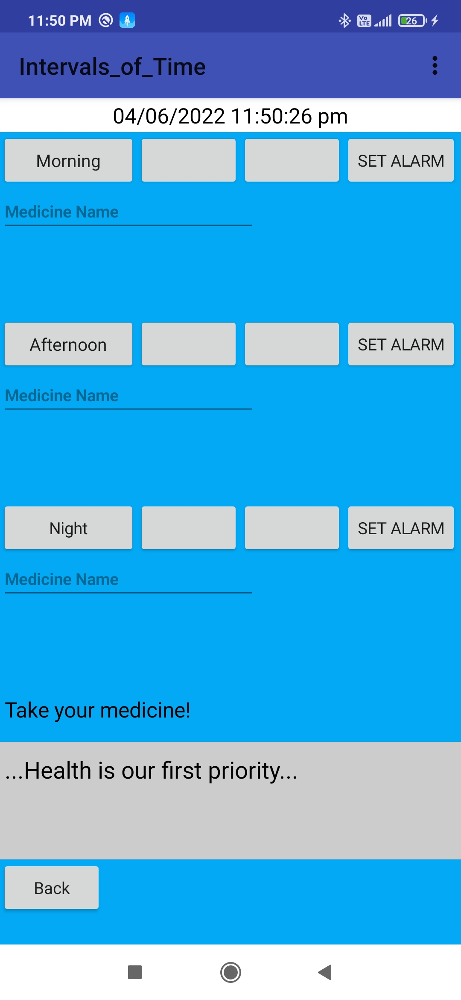 11:50 PM Vo LTE 26
Intervals_of_Time
04/06/2022 11:50:26 pm
Morning SET ALARM
Medicine Name
Afternoon SET ALARM
Medicine Name
Night SET ALARM
Medicine Name
Take your medicine!
...Health is our first priority...
Back